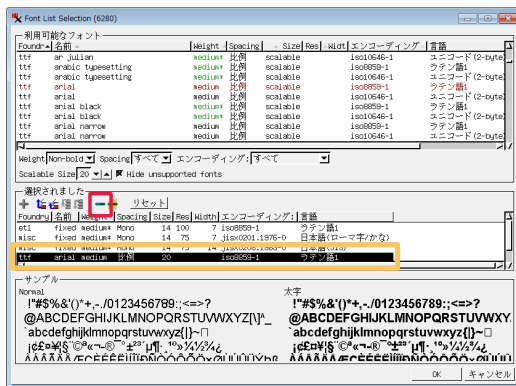 Font List Selection (6280)
利用可能なフォント
Foundry 名前 Weight Spacing Size Res Widt エンコーディング 言語
ttf ar julian medium* 比例 scalable iso10646-1 ユニコード(2-byte)
ttf arabic typesetting medium* 比例 scalable iso10646-1 ユニコード(2-byte)
ttf arabic typesetting medium* 比例 scalable iso8859-1 ラテン語1
ttf arial medium 比例 scalable iso8859-1 ラテン語1
ttf arial medium 比例 scalable iso10646-1 ユニコード(2-byte)
ttf arial black medium* 比例 scalable iso8859-1 ラテン語1
ttf arial black medium* 比例 scalable iso10646-1 ユニコード(2-byte)
ttf arial narrow medium 比例 scalable iso8859-1 ラテン語1
ttf arial narrow medium 比例 scalable iso10646-1 ユニコード(2-byte)
Weight Non-bold Spacing すべて エンコーディング: すべて
Scalable Size 20 Hide unsupported fonts
選択されました
リセット
Foundry 名前 Weight Spacing Size Res Width エンコーディング: 言語
etl fixed medium* Mono 14 100 7 iso8859-1 ラテン語1
misc fixed medium* Mono 14 75 7 jisx0201.1976-0 日本語(ローマ字/かな)
misc fixed medium* Mono 14 75
ttf arial medium 比例 20 iso8859-1 ラテン語1
サンプル
Normal 太字
!"#$%&'()*+,-./0123456789:;<=>? !"#$%&'()*+,-./0123456789:;<=>?
@ABCDEFGHIJKLMNOPQRSTUVWXYZ[\]^_ @ABCDEFGHIJKLMNOPQRSTUVWXYZ
`abcdefghijklmnopqrstuvwxyz{|}~□ `abcdefghijklmnopqrstuvwxyz{|}~□
OK キャンセル